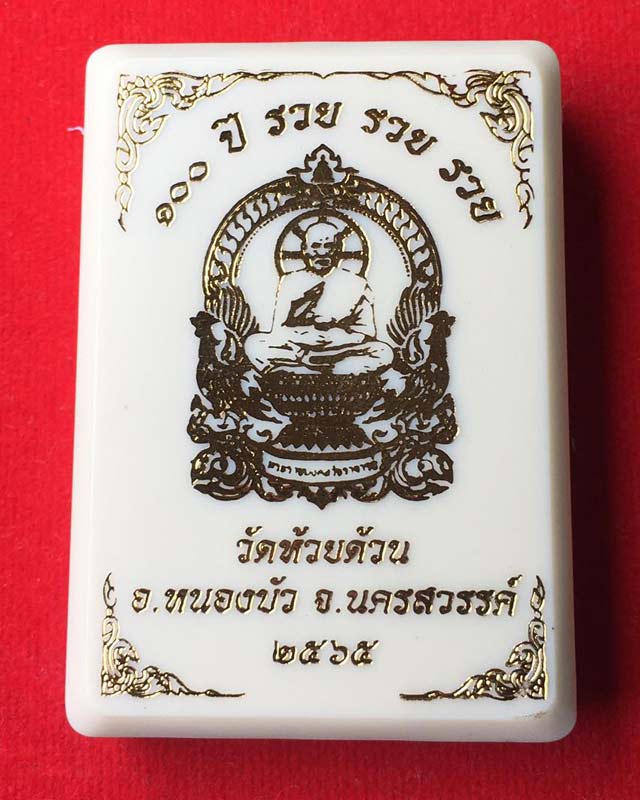 ๑๐๐ ปี รวย รวย รวย
วัดห้วยด้วน
อ.หนองบัว จ.นครสวรรค์
๒๕๖๕